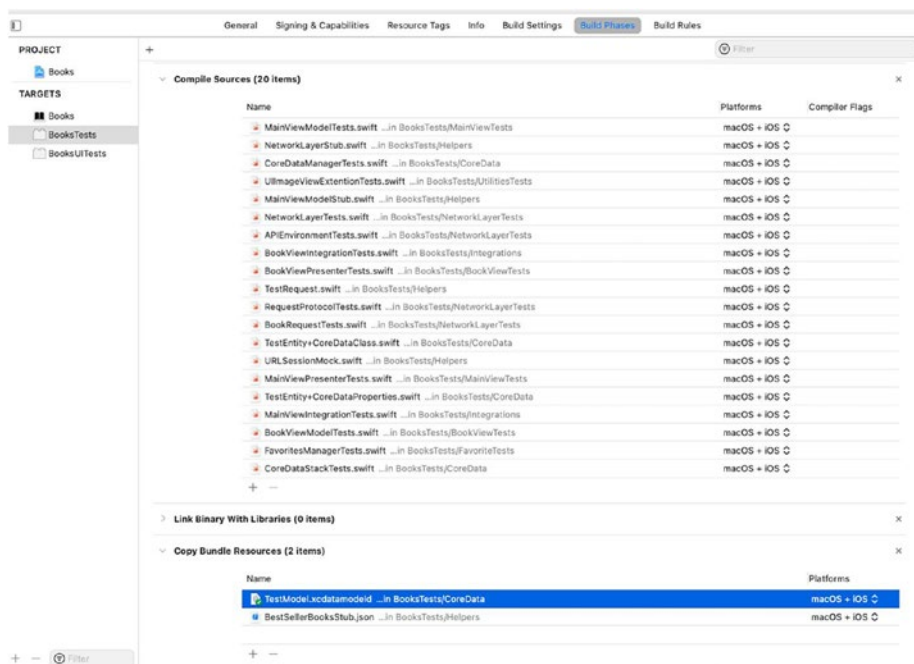 General Signing & Capabilities Resource Tags Info Build Settings Build Phases Build Rules
PROJECT
Books
TARGETS
Books
BooksTests
BooksUITests
+ Filter
Compile Sources (20 items) ×
Name Platforms Compiler Flags
MainViewModelTests.swift ...in BooksTests/MainViewTests macOS + iOS
NetworkLayerStub.swift ...in BooksTests/Helpers macOS + iOS
CoreDataManagerTests.swift ...in BooksTests/CoreData macOS + iOS
UIImageViewExtentionTests.swift ...in BooksTests/UtilitiesTests macOS + iOS
MainViewModelStub.swift ...in BooksTests/Helpers macOS + iOS
NetworkLayerTests.swift ...in BooksTests/NetworkLayerTests macOS + iOS
APIEnvironmentTests.swift ...in BooksTests/NetworkLayerTests macOS + iOS
BookViewIntegrationTests.swift ...in BooksTests/Integrations macOS + iOS
BookViewPresenterTests.swift ...in BooksTests/BookViewTests macOS + iOS
TestRequest.swift ...in BooksTests/Helpers macOS + iOS
RequestProtocolTests.swift ...in BooksTests/NetworkLayerTests macOS + iOS
BookRequestTests.swift ...in BooksTests/NetworkLayerTests macOS + iOS
TestEntity+CoreDataClass.swift ...in BooksTests/CoreData macOS + iOS
URLSessionMock.swift ...in BooksTests/Helpers macOS + iOS
MainViewPresenterTests.swift ...in BooksTests/MainViewTests macOS + iOS
TestEntity+CoreDataProperties.swift ...in BooksTests/CoreData macOS + iOS
MainViewIntegrationTests.swift ...in BooksTests/Integrations macOS + iOS
BookViewModelTests.swift ...in BooksTests/BookViewTests macOS + iOS
FavoritesManagerTests.swift ...in BooksTests/FavoriteTests macOS + iOS
CoreDataStackTests.swift ...in BooksTests/CoreData macOS + iOS
+ −
Link Binary With Libraries (0 items) ×
Copy Bundle Resources (2 items) ×
Name Platforms
TestModel.xcdatamodeld ...in BooksTests/CoreData macOS + iOS
BestSellerBooksStub.json ...in BooksTests/Helpers macOS + iOS
+ −
+ − Filter